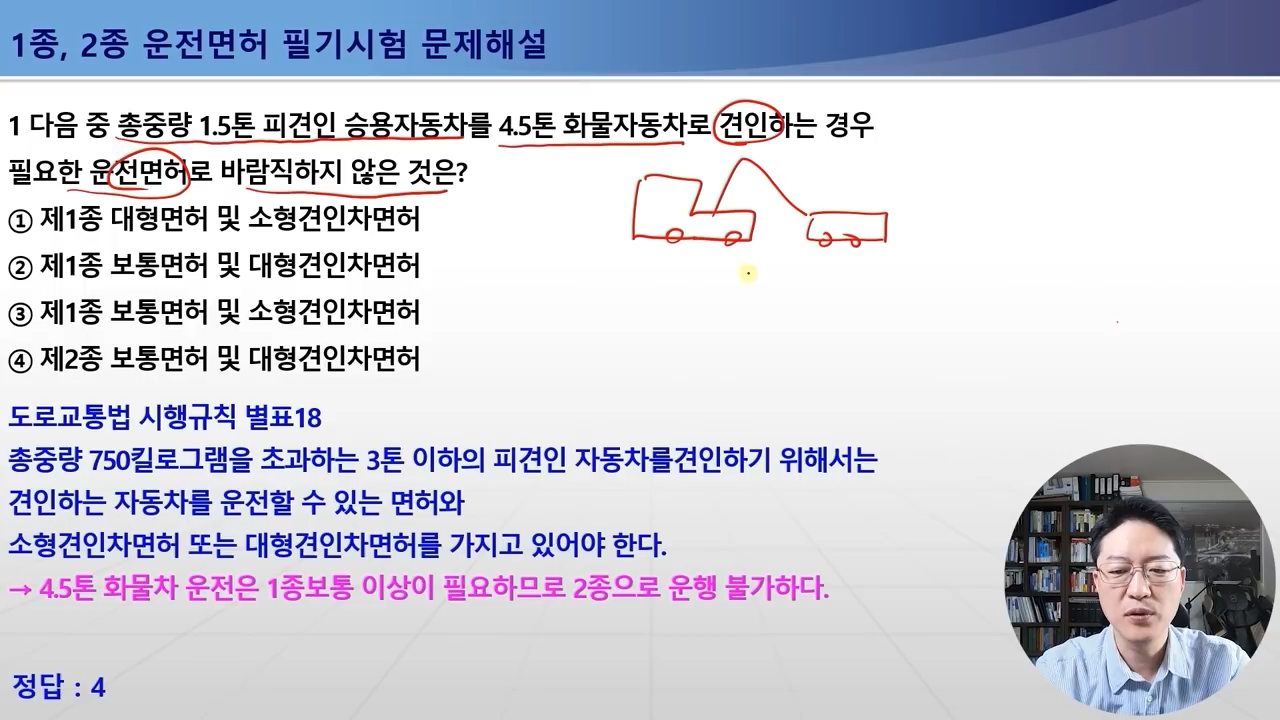 1종, 2종 운전면허 필기시험 문제해설
1 다음 중 총중량 1.5톤 피견인 승용자동차를 4.5톤 화물자동차로 견인하는 경우
필요한 운전면허로 바람직하지 않은 것은?
① 제1종 대형면허 및 소형견인차면허
② 제1종 보통면허 및 대형견인차면허
③ 제1종 보통면허 및 소형견인차면허
④ 제2종 보통면허 및 대형견인차면허
도로교통법 시행규칙 별표18
총중량 750킬로그램을 초과하는 3톤 이하의 피견인 자동차를견인하기 위해서는
견인하는 자동차를 운전할 수 있는 면허와
소형견인차면허 또는 대형견인차면허를 가지고 있어야 한다.
→ 4.5톤 화물차 운전은 1종보통 이상이 필요하므로 2종으로 운행 불가하다.
정답 : 4